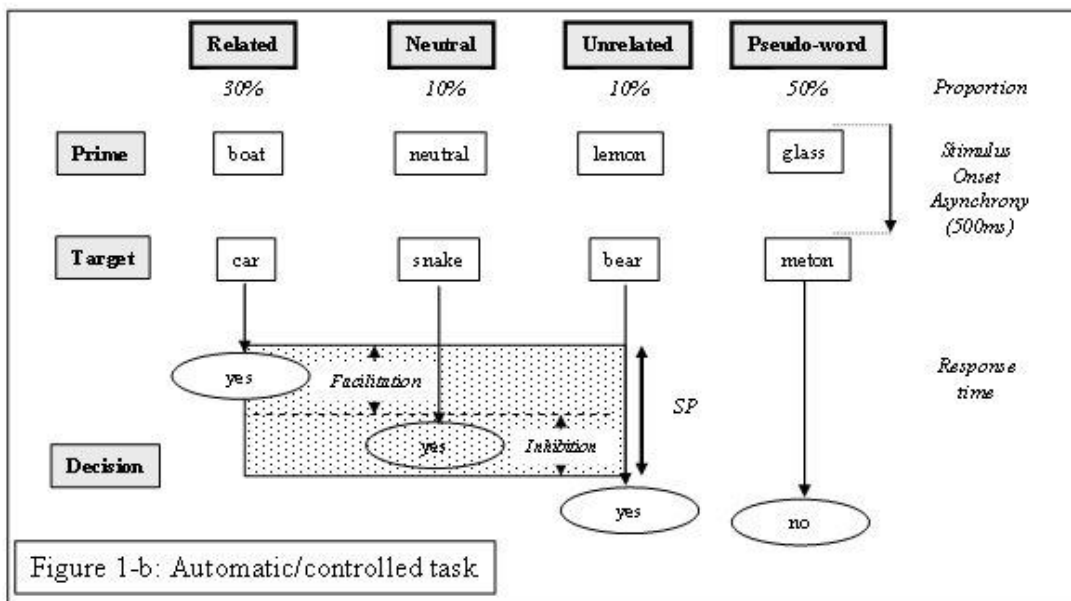 Related Neutral Unrelated Pseudo-word
30% 10% 10% 50% Proportion
Prime boat neutral lemon glass
Stimulus
Onset
Asynchrony
(500ms)
Target car snake bear meton
yes Facilitation
Response
time
SP
yes Inhibition
Decision
yes no
Figure 1-b: Automatic/controlled task